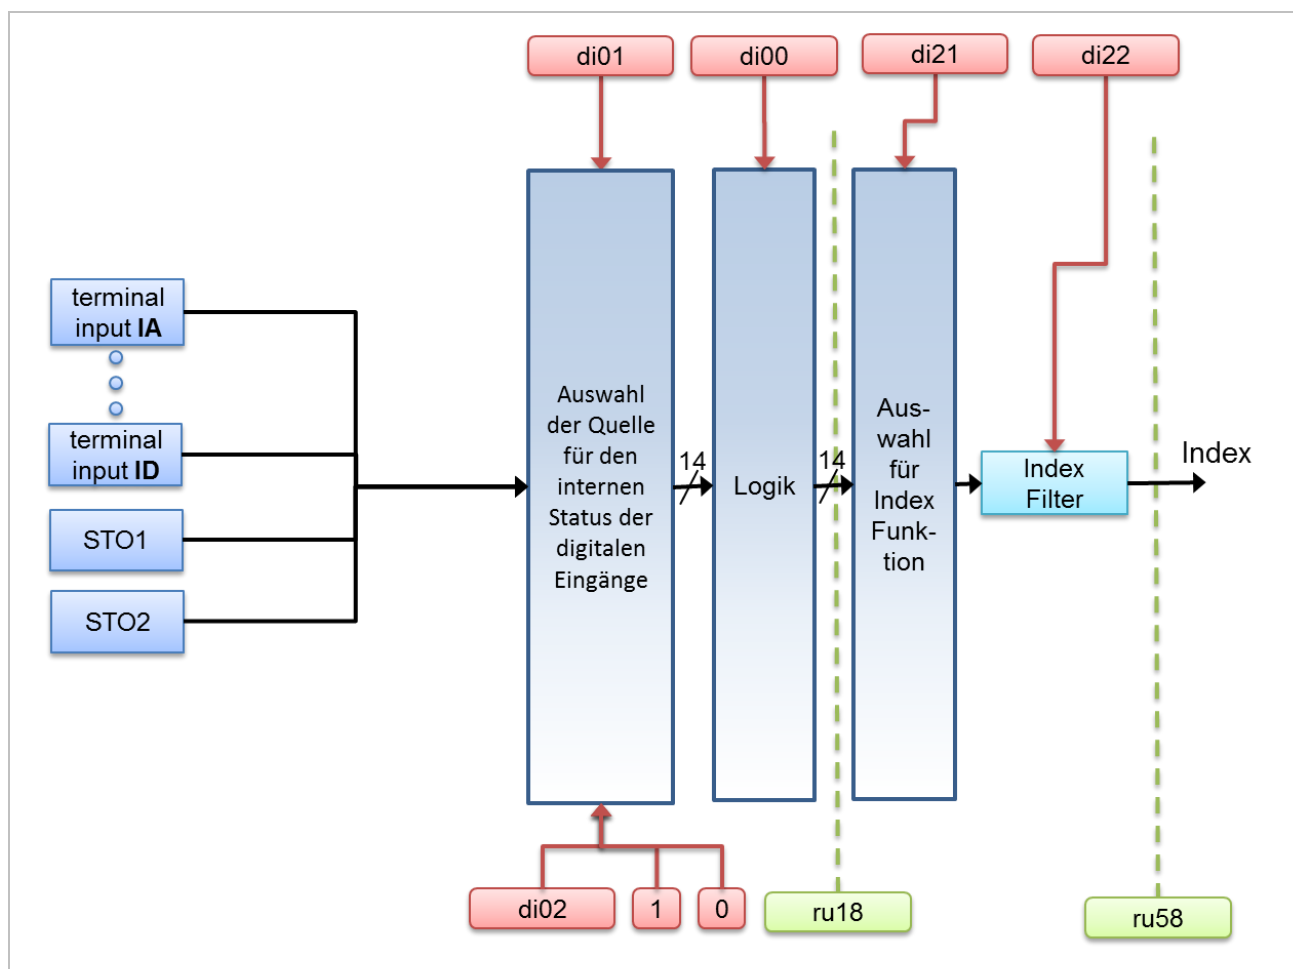 di01
di00
di21
di22
terminal
input IA
terminal
input ID
STO1
STO2
Auswahl
der Quelle
für den
internen
Status der
digitalen
Eingänge
14
Logik
14
Aus-
wahl
für
Index
Funk-
tion
Index
Filter
Index
di02
1
0
ru18
ru58